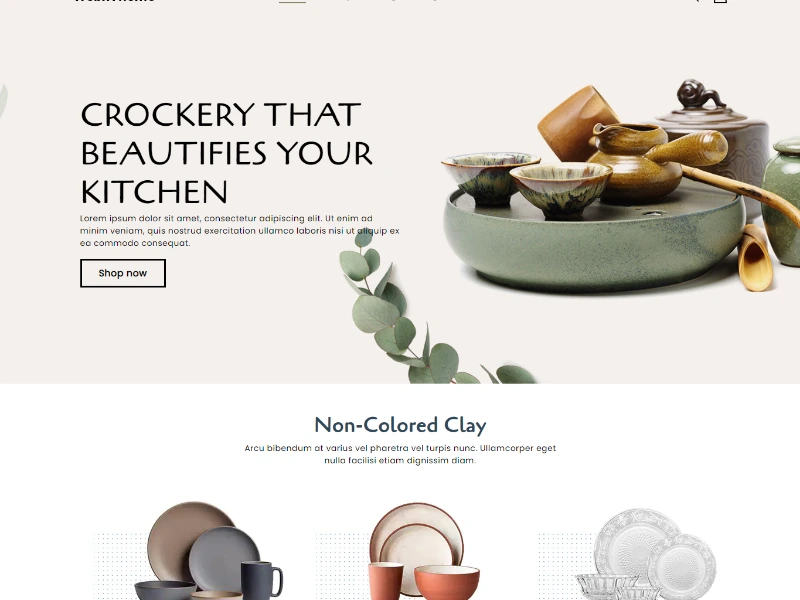 CROCKERY THAT
BEAUTIFIES YOUR
KITCHEN
Lorem ipsum dolor sit amet, consectetur adipiscing elit. Ut enim ad
minim veniam, quis nostrud exercitation ullamco laboris nisi ut aliquip ex
ea commodo consequat.
Shop now
Non-Colored Clay
Arcu bibendum at varius vel pharetra vel turpis nunc. Ullamcorper eget
nulla facilisi etiam dignissim diam.